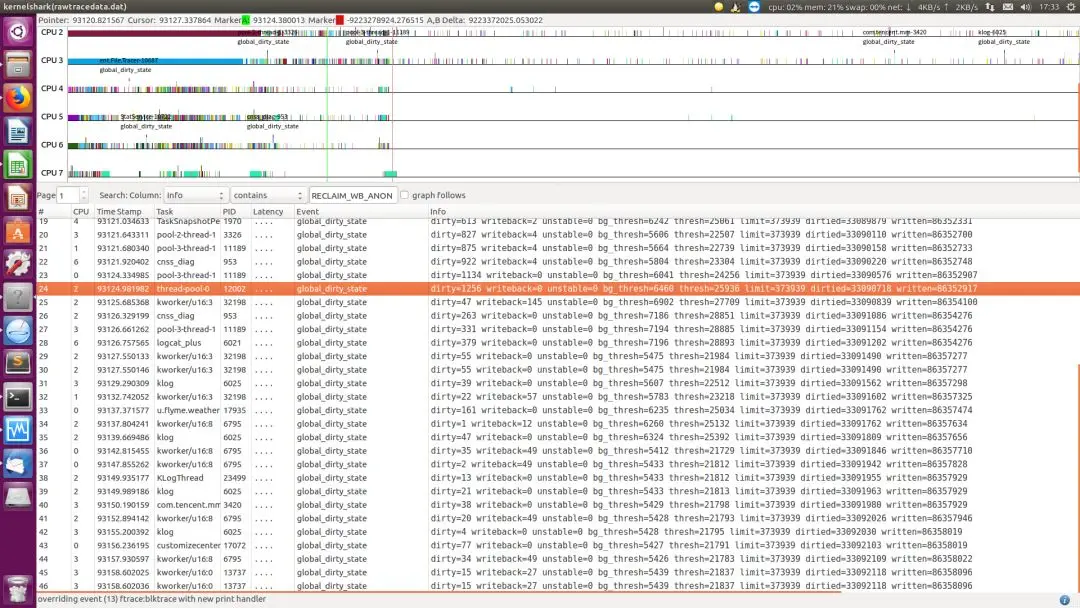 kernelshark(rawtracedata.dat)
cpu: 02% mem: 21% swap: 00% net: ↓ 4KB/s ↑ 2KB/s 17:33
Pointer: 93120.821567 Cursor: 93127.337864 Marker A: 93124.380013 Marker -9223278924.276515 A,B Delta: 9223372025.053022
CPU 2
com.tencent.mm-3420 klog-6025
global_dirty_state global_dirty_state global_dirty_state global_dirty_state
CPU 3
ent.File.Tracer-10687
global_dirty_state
CPU 4
CPU 5
cnss_diag-953
global_dirty_state global_dirty_state
CPU 6
CPU 7
Page 1 Search: Column: Info contains RECLAIM_WB_ANON graph follows
# CPU Time Stamp Task PID Latency Event Info
19 4 93121.034633 TaskSnapshotPe 1970 .... global_dirty_state dirty=613 writeback=2 unstable=0 bg_thresh=6242 thresh=25061 limit=373939 dirtied=33089879 written=86352331
20 3 93121.643311 pool-2-thread-1 3326 .... global_dirty_state dirty=827 writeback=4 unstable=0 bg_thresh=5606 thresh=22507 limit=373939 dirtied=33090110 written=86352700
21 1 93121.680340 pool-3-thread-1 11189 .... global_dirty_state dirty=875 writeback=4 unstable=0 bg_thresh=5664 thresh=22739 limit=373939 dirtied=33090158 written=86352733
22 6 93121.920402 cnss_diag 953 .... global_dirty_state dirty=922 writeback=4 unstable=0 bg_thresh=5804 thresh=23304 limit=373939 dirtied=33090220 written=86352748
23 0 93124.334985 pool-3-thread-1 11189 .... global_dirty_state dirty=1134 writeback=0 unstable=0 bg_thresh=6041 thresh=24256 limit=373939 dirtied=33090576 written=86352907
24 2 93124.981982 thread-pool-0 12002 .... global_dirty_state dirty=1256 writeback=0 unstable=0 bg_thresh=6460 thresh=25936 limit=373939 dirtied=33090718 written=86352917
25 2 93125.685368 kworker/u16:3 32198 .... global_dirty_state dirty=47 writeback=145 unstable=0 bg_thresh=6902 thresh=27709 limit=373939 dirtied=33090839 written=86354100
26 0 93126.329199 cnss_diag 953 .... global_dirty_state dirty=263 writeback=0 unstable=0 bg_thresh=7186 thresh=28851 limit=373939 dirtied=33091086 written=86354276
27 2 93126.661262 pool-3-thread-1 11189 .... global_dirty_state dirty=331 writeback=0 unstable=0 bg_thresh=7194 thresh=28885 limit=373939 dirtied=33091154 written=86354276
28 6 93126.757565 logcat_plus 6021 .... global_dirty_state dirty=379 writeback=0 unstable=0 bg_thresh=7196 thresh=28893 limit=373939 dirtied=33091202 written=86354276
29 2 93127.550133 kworker/u16:3 32198 .... global_dirty_state dirty=55 writeback=0 unstable=0 bg_thresh=5475 thresh=21984 limit=373939 dirtied=33091490 written=86357277
30 2 93127.550146 kworker/u16:3 32198 .... global_dirty_state dirty=55 writeback=0 unstable=0 bg_thresh=5475 thresh=21984 limit=373939 dirtied=33091490 written=86357277
31 3 93129.290309 klog 6025 .... global_dirty_state dirty=39 writeback=0 unstable=0 bg_thresh=5607 thresh=22512 limit=373939 dirtied=33091562 written=86357298
32 1 93132.742052 kworker/u16:3 32198 .... global_dirty_state dirty=22 writeback=57 unstable=0 bg_thresh=5783 thresh=23218 limit=373939 dirtied=33091602 written=86357325
33 0 93137.371577 u.flyme.weather 17935 .... global_dirty_state dirty=161 writeback=0 unstable=0 bg_thresh=6235 thresh=25034 limit=373939 dirtied=33091762 written=86357474
34 2 93137.804241 kworker/u16:8 6795 .... global_dirty_state dirty=1 writeback=12 unstable=0 bg_thresh=6260 thresh=25132 limit=373939 dirtied=33091762 written=86357634
35 2 93139.669486 klog 6025 .... global_dirty_state dirty=47 writeback=0 unstable=0 bg_thresh=6324 thresh=25392 limit=373939 dirtied=33091809 written=86357656
36 0 93142.815455 kworker/u16:8 6795 .... global_dirty_state dirty=35 writeback=49 unstable=0 bg_thresh=5412 thresh=21729 limit=373939 dirtied=33091846 written=86357710
37 0 93147.855262 kworker/u16:8 6795 .... global_dirty_state dirty=2 writeback=49 unstable=0 bg_thresh=5433 thresh=21812 limit=373939 dirtied=33091942 written=86357828
38 2 93149.935177 KLogThread 23499 .... global_dirty_state dirty=13 writeback=0 unstable=0 bg_thresh=5433 thresh=21812 limit=373939 dirtied=33091955 written=86357929
39 2 93149.989186 klog 6025 .... global_dirty_state dirty=21 writeback=0 unstable=0 bg_thresh=5433 thresh=21813 limit=373939 dirtied=33091963 written=86357929
40 3 93150.190159 com.tencent.mm .... global_dirty_state dirty=38 writeback=0 unstable=0 bg_thresh=5429 thresh=21798 limit=373939 dirtied=33091980 written=86357929
41 2 93152.894142 kworker/u16:8 6795 .... global_dirty_state dirty=20 writeback=49 unstable=0 bg_thresh=5428 thresh=21793 limit=373939 dirtied=33092026 written=86357946
42 3 93155.200392 klog 6025 .... global_dirty_state dirty=4 writeback=0 unstable=0 bg_thresh=5428 thresh=21795 limit=373939 dirtied=33092030 written=86358019
43 0 93156.236195 customizecenter 17072 .... global_dirty_state dirty=77 writeback=0 unstable=0 bg_thresh=5427 thresh=21791 limit=373939 dirtied=33092103 written=86358019
44 3 93157.930597 kworker/u16:8 6795 .... global_dirty_state dirty=34 writeback=49 unstable=0 bg_thresh=5426 thresh=21783 limit=373939 dirtied=33092109 written=86358022
45 3 93158.602025 kworker/u16:0 13737 .... global_dirty_state dirty=15 writeback=27 unstable=0 bg_thresh=5439 thresh=21837 limit=373939 dirtied=33092118 written=86358096
46 3 93158.602036 kworker/u16:0 13737 .... global_dirty_state dirty=15 writeback=27 unstable=0 bg_thresh=5439 thresh=21837 limit=373939 dirtied=33092118 written=86358096
overriding event (13) ftrace:blktrace with new print handler